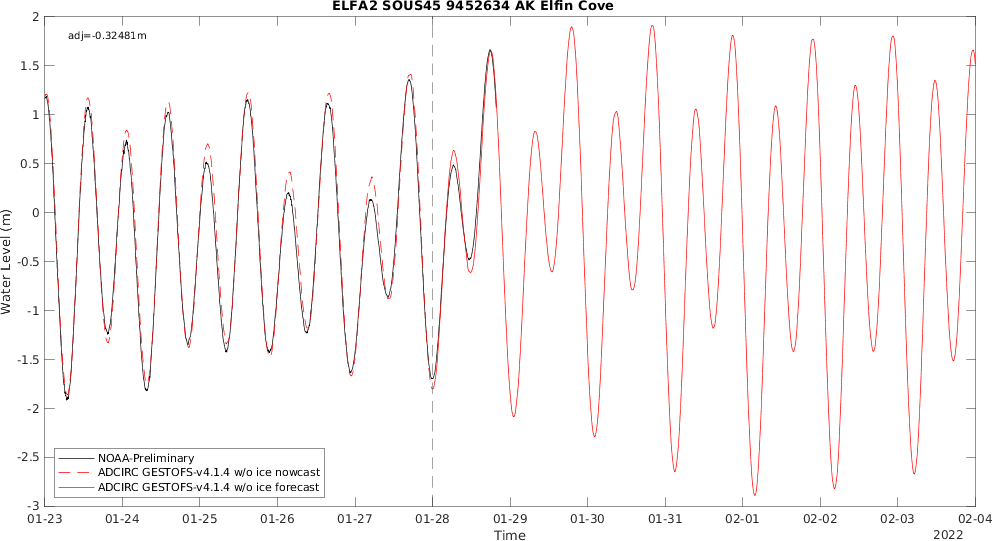 ELFA2 SOUS45 9452634 AK Elfin Cove
adj=-0.32481m
2
1.5
1
0.5
0
-0.5
-1
-1.5
-2
-2.5
-3
Water Level (m)
NOAA-Preliminary
ADCIRC GESTOFS-v4.1.4 w/o ice nowcast
ADCIRC GESTOFS-v4.1.4 w/o ice forecast
01-23 01-24 01-25 01-26 01-27 01-28 01-29 01-30 01-31 02-01 02-02 02-03 02-04
Time
2022